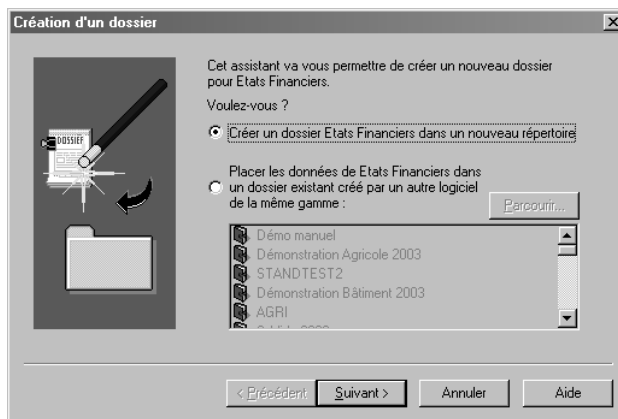 Création d'un dossier
DOSSIEF
Cet assistant va vous permettre de créer un nouveau dossier
pour Etats Financiers.
Voulez-vous ?
Créer un dossier Etats Financiers dans un nouveau répertoire
Placer les données de Etats Financiers dans
un dossier existant créé par un autre logiciel
de la même gamme :
Parcourir...
Démo manuel
Démonstration Agricole 2003
STANDTEST2
Démonstration Bâtiment 2003
AGRI
< Précédent
Suivant >
Annuler
Aide